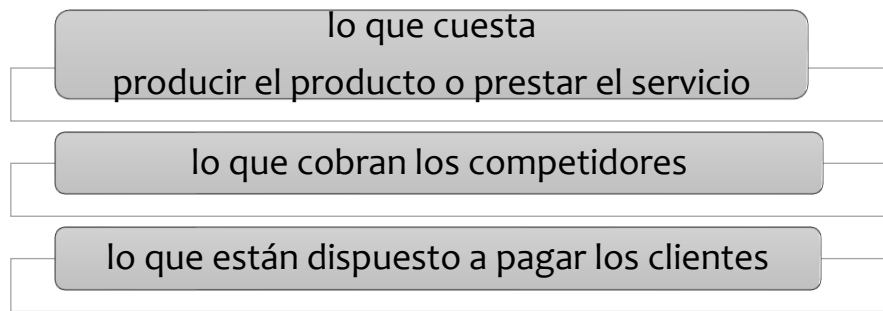 lo que cuesta
producir el producto o prestar el servicio
lo que cobran los competidores
lo que están dispuesto a pagar los clientes